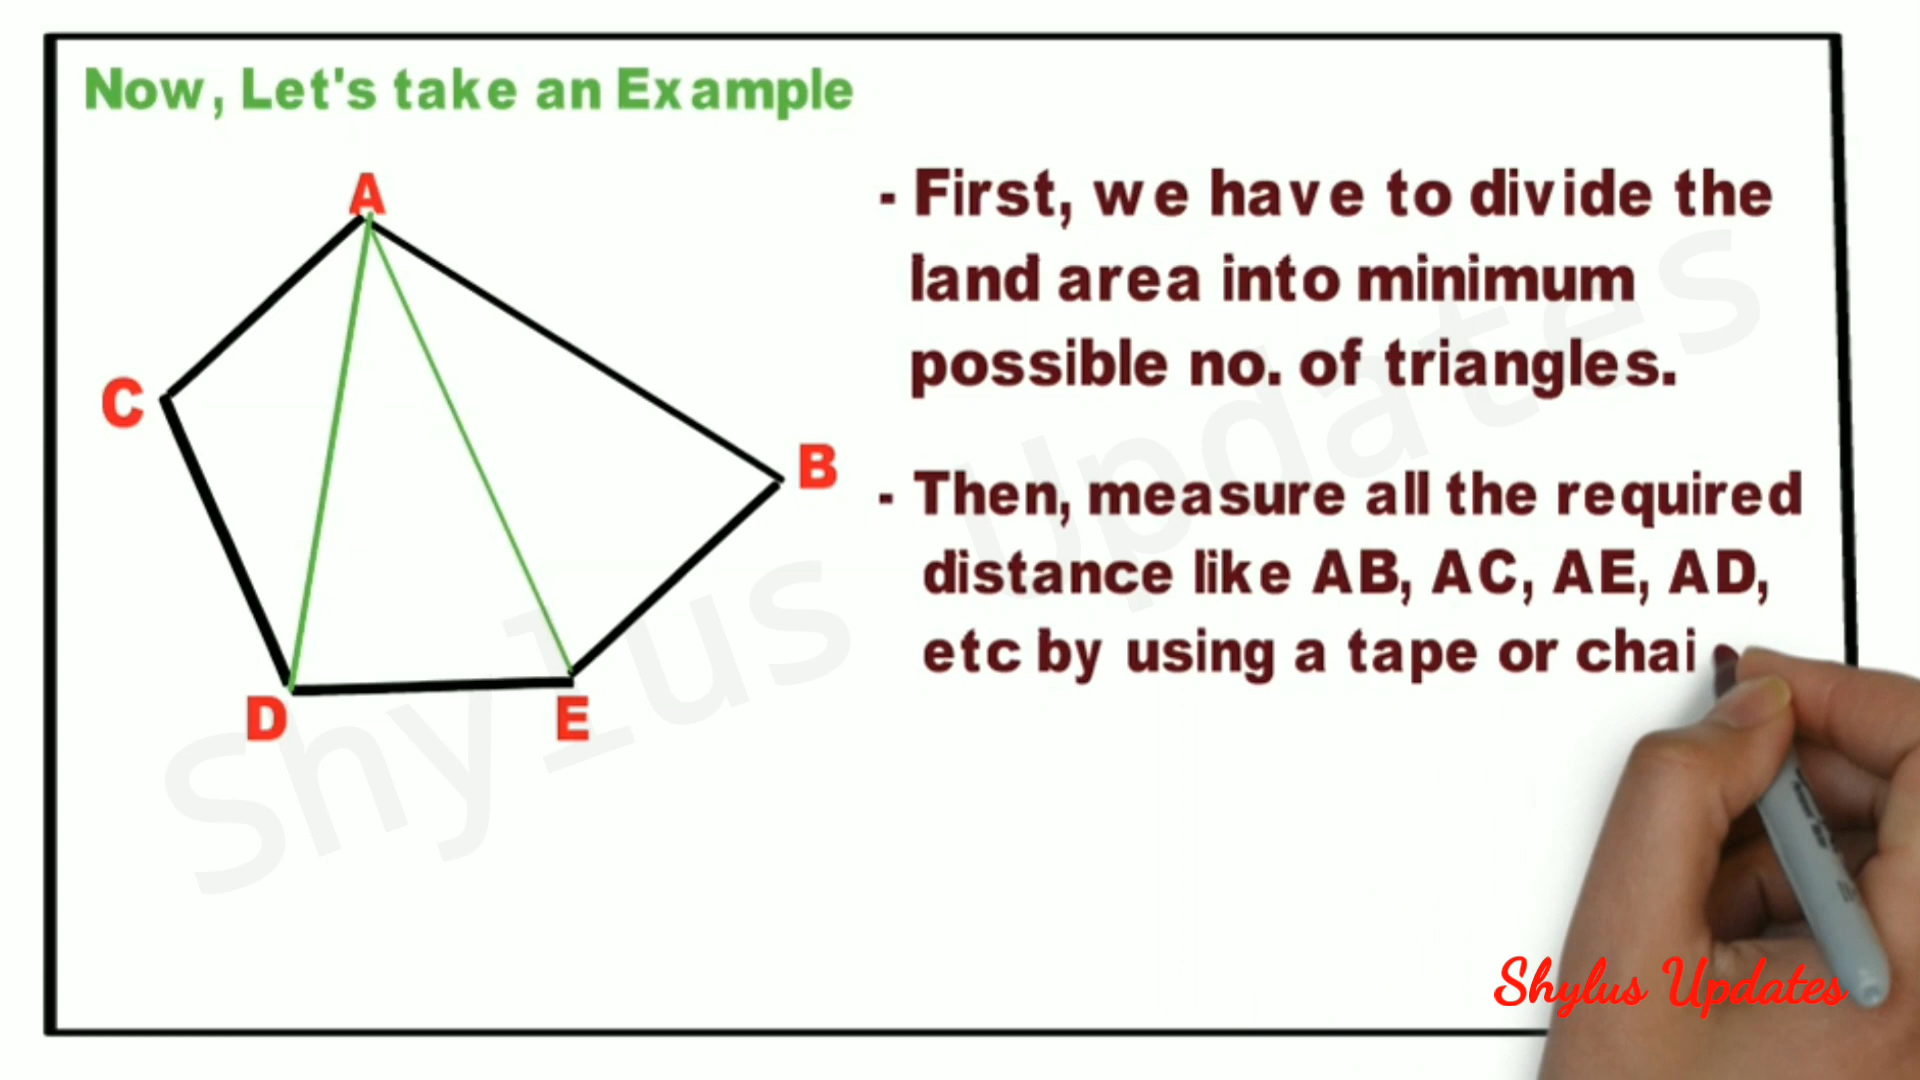 Now, Let's take an Example
A
C
B
D
E
- First, we have to divide the
land area into minimum
possible no. of triangles.
- Then, measure all the required
distance like AB, AC, AE, AD,
etc by using a tape or chai
Shylus Updates
Shylus Updates